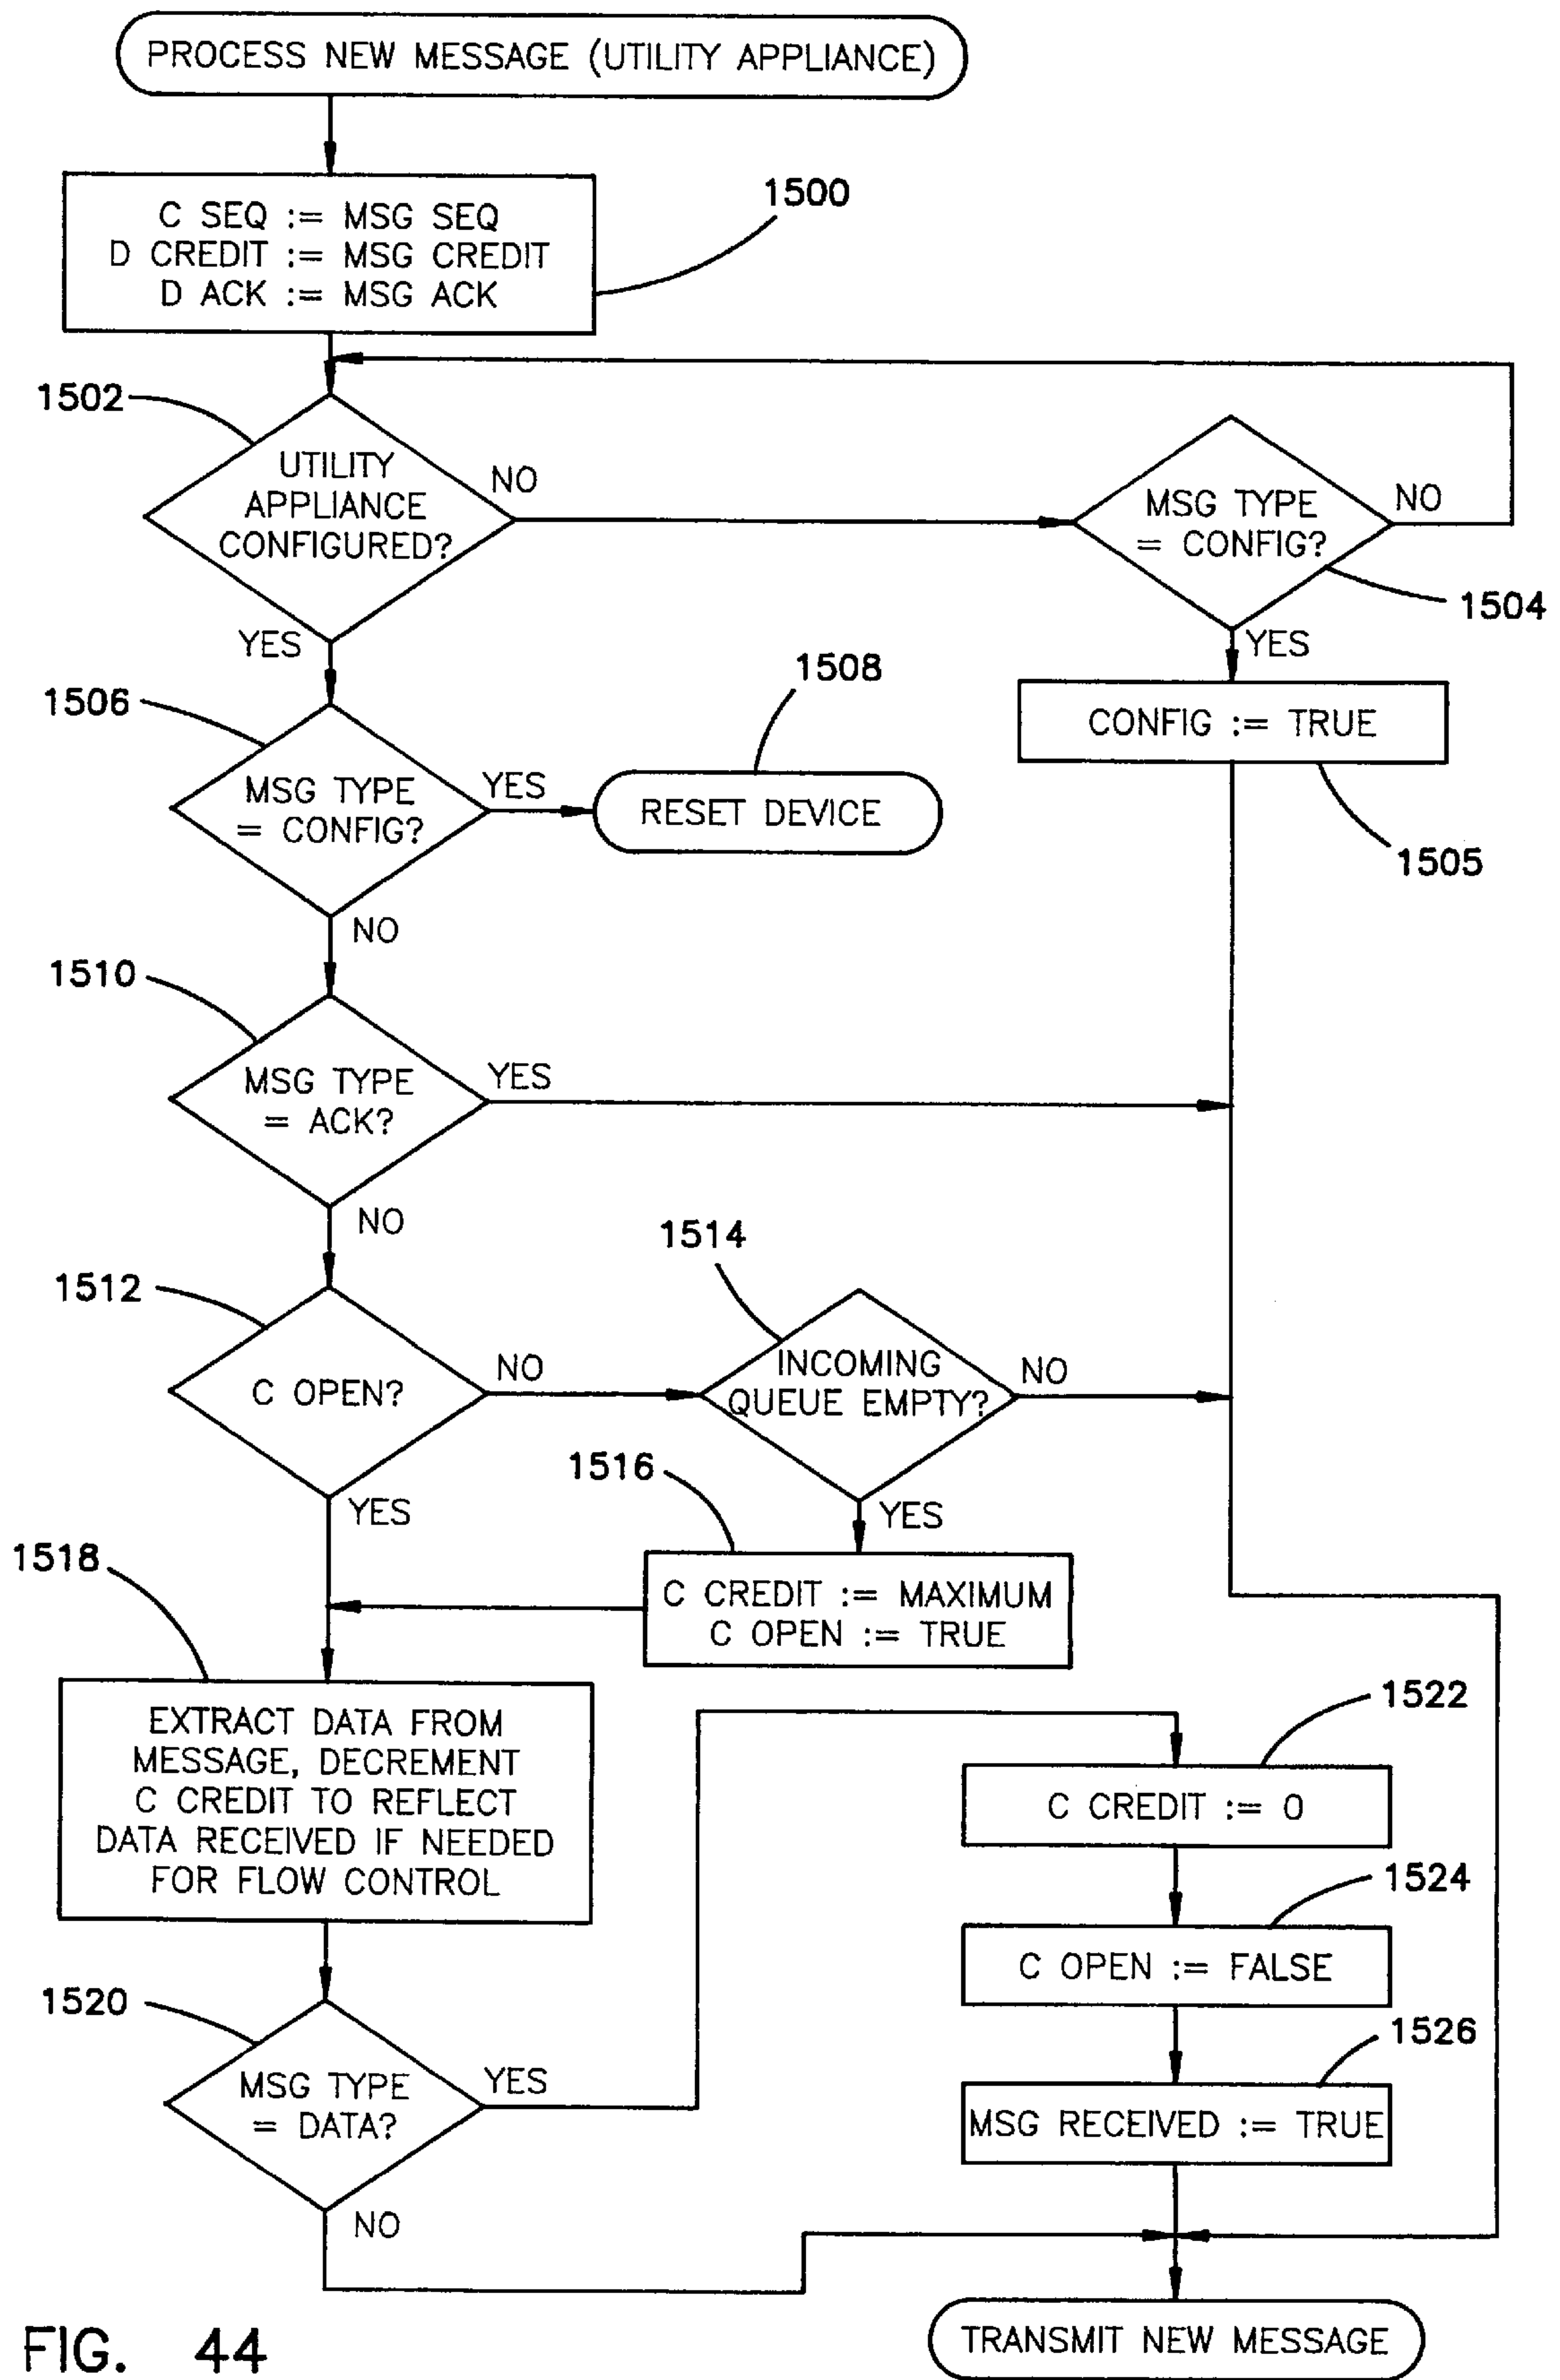 PROCESS NEW MESSAGE (UTILITY APPLIANCE)
1500
C SEQ := MSG SEQ
D CREDIT := MSG CREDIT
D ACK := MSG ACK
1502
UTILITY
APPLIANCE
CONFIGURED?
NO
YES
MSG TYPE
= CONFIG?
NO
1504
YES
CONFIG := TRUE
1505
1506
MSG TYPE
= CONFIG?
YES
1508
RESET DEVICE
NO
1510
MSG TYPE
= ACK?
YES
NO
1512
C OPEN?
NO
1514
INCOMING
QUEUE EMPTY?
NO
YES
1516
YES
C CREDIT := MAXIMUM
C OPEN := TRUE
1518
EXTRACT DATA FROM
MESSAGE, DECREMENT
C CREDIT TO REFLECT
DATA RECEIVED IF NEEDED
FOR FLOW CONTROL
1520
MSG TYPE
= DATA?
YES
NO
1522
C CREDIT := 0
1524
C OPEN := FALSE
1526
MSG RECEIVED := TRUE
TRANSMIT NEW MESSAGE
FIG. 44